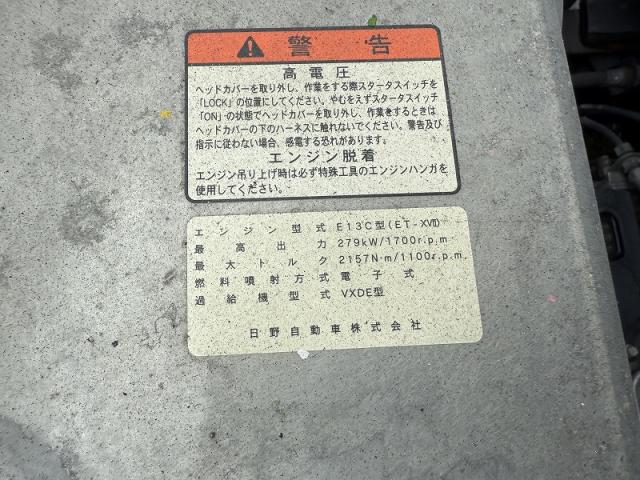 警告
高電圧
ヘッドカバーを取り外し、作業をする際スタータスイッチを
「LOCK」の位置にしてください。やむをえずスタータスイッチ
「ON」の状態でヘッドカバーを取り外し、作業をするときは
ヘッドカバーの下のハーネスに触れないでください。警告及び
指示に従わない場合、感電する恐れがあります。
エンジン脱着
エンジン吊り上げ時は必ず特殊工具のエンジンハンガを
使用してください。
エンジン型式 E13C型(ET-XVII)
最高出力 279kW/1700r.p.m
最大トルク 2157N·m/1100r.p.m.
燃料噴射方式 電子式
過給機型式 VXDE型
日野自動車株式会社